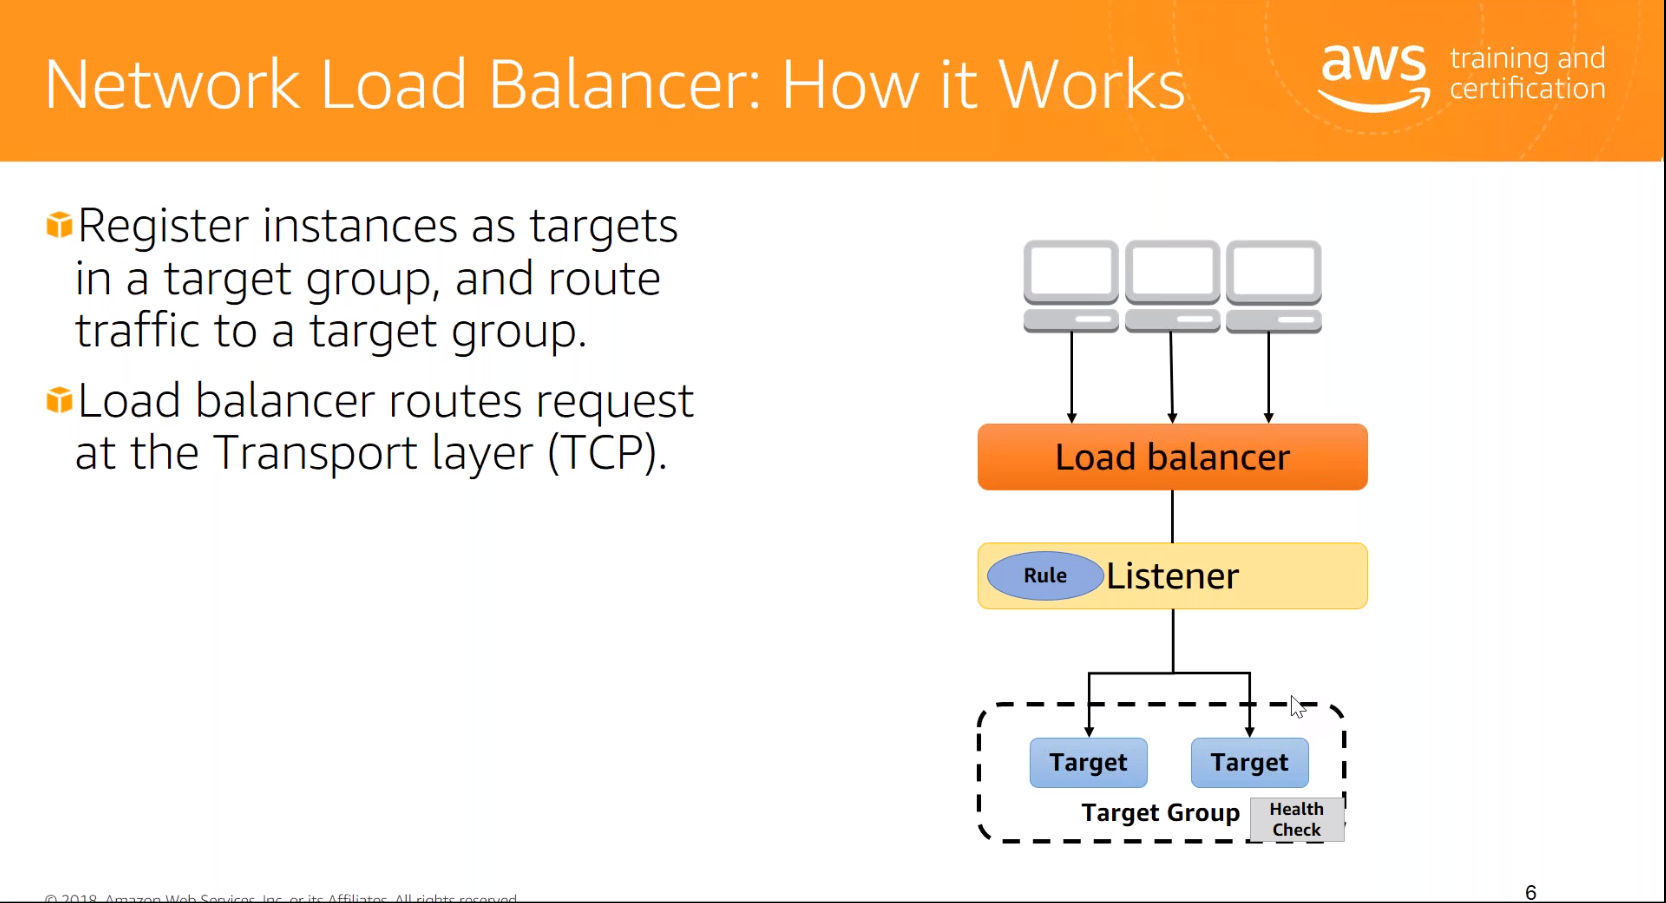 Network Load Balancer: How it Works
aws training and
certification
Register instances as targets
in a target group, and route
traffic to a target group.
Load balancer routes request
at the Transport layer (TCP).
Load balancer
Rule Listener
Target Target
Target Group Health
Check
© 2018, Amazon Web Services, Inc. or its Affiliates. All rights reserved.
6